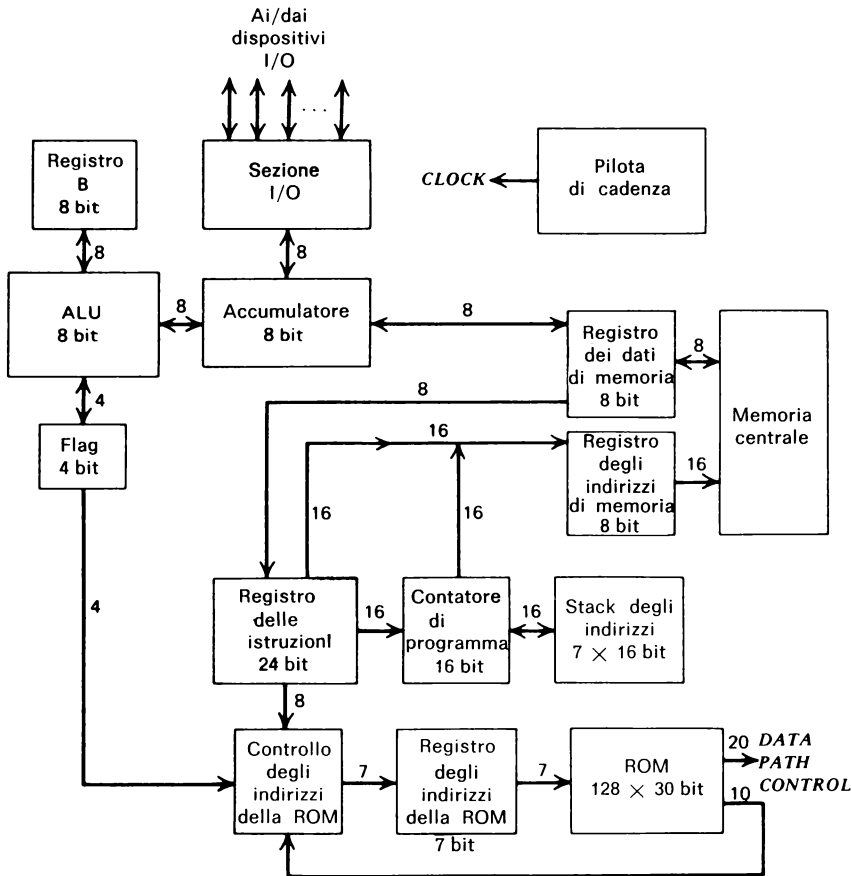 Ai/dai
dispositivi
I/O
...
Registro
B
8 bit
Sezione
I/O
CLOCK
Pilota
di cadenza
8
8
ALU
8 bit
8
Accumulatore
8 bit
8
Registro
dei dati
di memoria
8 bit
8
Memoria
centrale
4
8
Flag
4 bit
16
Registro
degli
indirizzi
di memoria
8 bit
16
16
16
4
Registro
delle
istruzionI
24 bit
16
Contatore
di
programma
16 bit
16
Stack degli
indirizzi
7 × 16 bit
8
Controllo
degli
indirizzi
della ROM
7
Registro
degli
indirizzi
della ROM
7 bit
7
ROM
128 × 30 bit
20
DATA
PATH
CONTROL
10